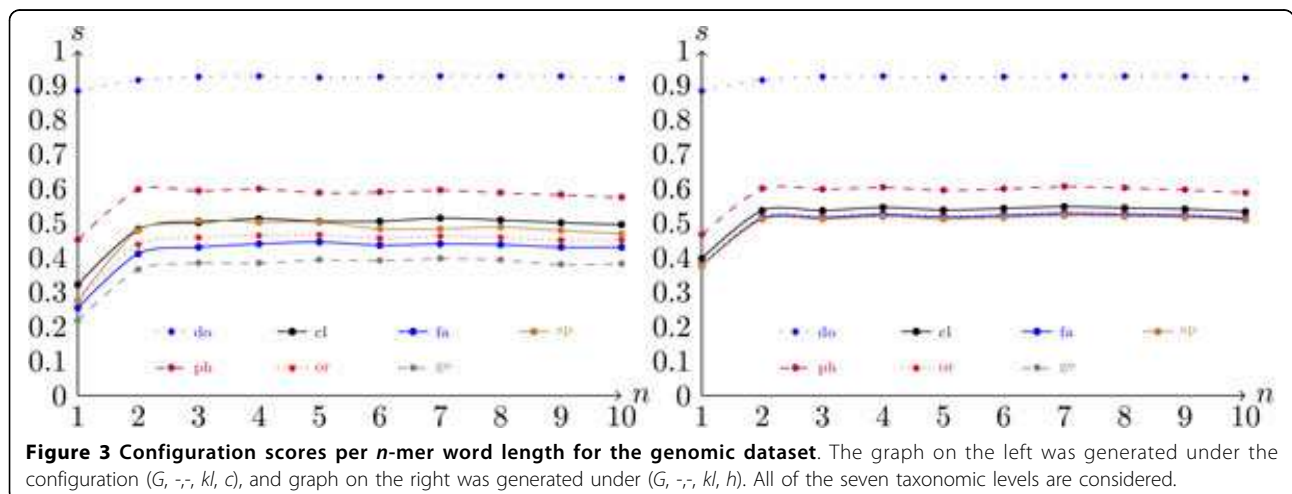 s
1
0.9
0.8
0.7
0.6
0.5
0.4
0.3
0.2
0.1
0
do cl fa sp
ph or ge
1 2 3 4 5 6 7 8 9 10 n
s
1
0.9
0.8
0.7
0.6
0.5
0.4
0.3
0.2
0.1
0
do cl fa sp
ph or ge
1 2 3 4 5 6 7 8 9 10 n
Figure 3 Configuration scores per n-mer word length for the genomic dataset. The graph on the left was generated under the
configuration (G, -,-, kl, c), and graph on the right was generated under (G, -,-, kl, h). All of the seven taxonomic levels are considered.